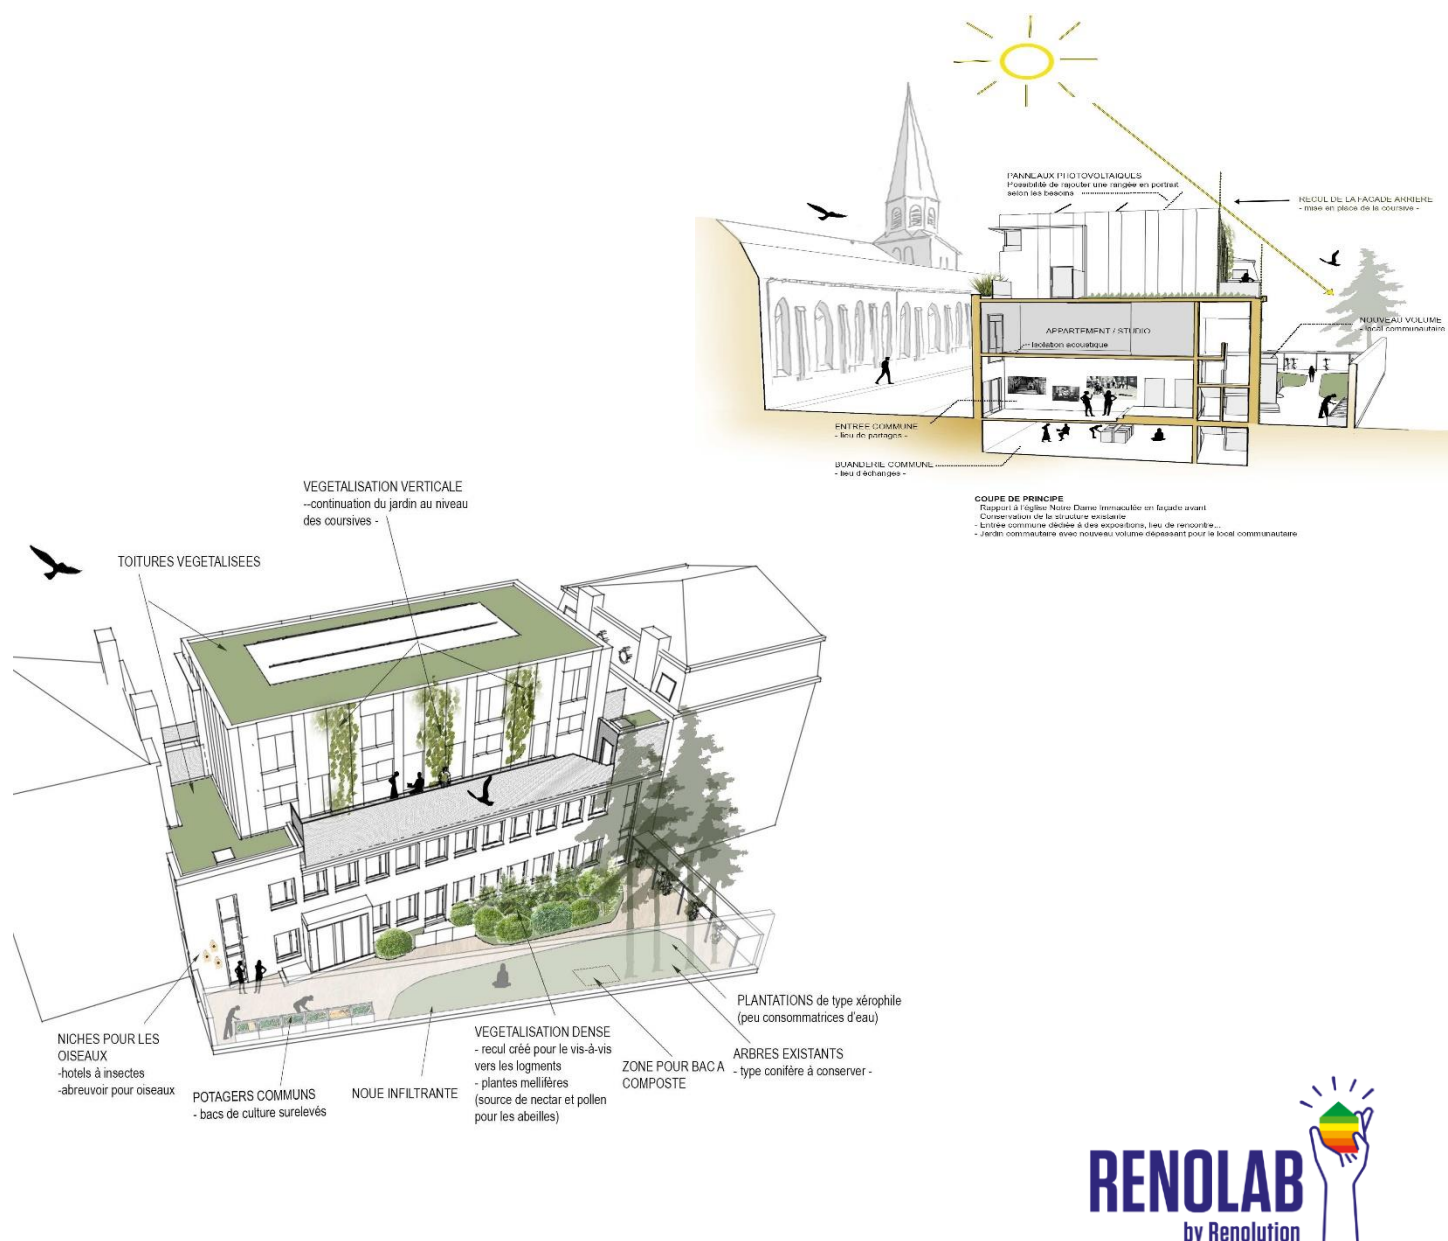 PANNEAUX PHOTOVOLTAIQUES
Possibilité de rajouter une rangée en portrait
selon les besoins
RECUL DE LA FACADE ARRIERE
- mise en place de la coursive -
NOUVEAU VOLUME
- local communautaire
APPARTEMENT / STUDIO
- Isolation acoustique
ENTREE COMMUNE
- lieu de partages -
BUANDERIE COMMUNE
- lieu d'échanges -
COUPE DE PRINCIPE
Rapport à l'église Notre Dame Immaculée en façade avant
Conservation de la structure existante
- Entrée commune dédiée à des expositions, lieu de rencontre...
- Jardin commautaire avec nouveau volume dépassant pour le local communautaire
VEGETALISATION VERTICALE
--continuation du jardin au niveau
des coursives -
TOITURES VEGETALISEES
NICHES POUR LES
OISEAUX
-hotels à insectes
-abreuvoir pour oiseaux
POTAGERS COMMUNS
- bacs de culture surelevés
NOUE INFILTRANTE
VEGETALISATION DENSE
- recul créé pour le vis-à-vis
vers les logments
- plantes mellifères
(source de nectar et pollen
pour les abeilles)
ZONE POUR BAC A
COMPOSTE
ARBRES EXISTANTS
- type conifère à conserver -
PLANTATIONS de type xérophile
(peu consommatrices d'eau)
RENOLAB
by Renolution